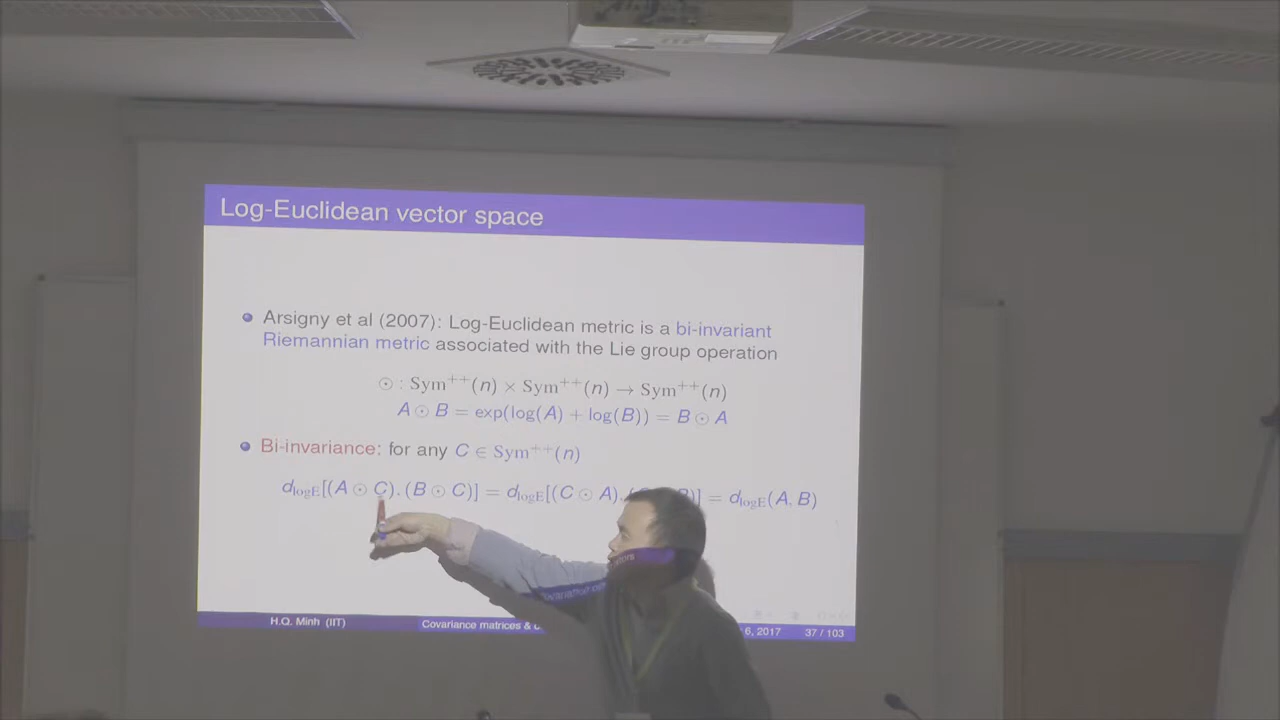 Log-Euclidean vector space
Arsigny et al (2007): Log-Euclidean metric is a bi-invariant
Riemannian metric associated with the Lie group operation
⊙ : Sym⁺⁺(n) × Sym⁺⁺(n) → Sym⁺⁺(n)
A ⊙ B = exp(log(A) + log(B)) = B ⊙ A
Bi-invariance: for any C ∈ Sym⁺⁺(n)
d_logE[(A ⊙ C), (B ⊙ C)] = d_logE[(C ⊙ A), )] = d_logE(A, B)
H.Q. Minh (IIT) Covariance matrices & 6, 2017 37 / 103